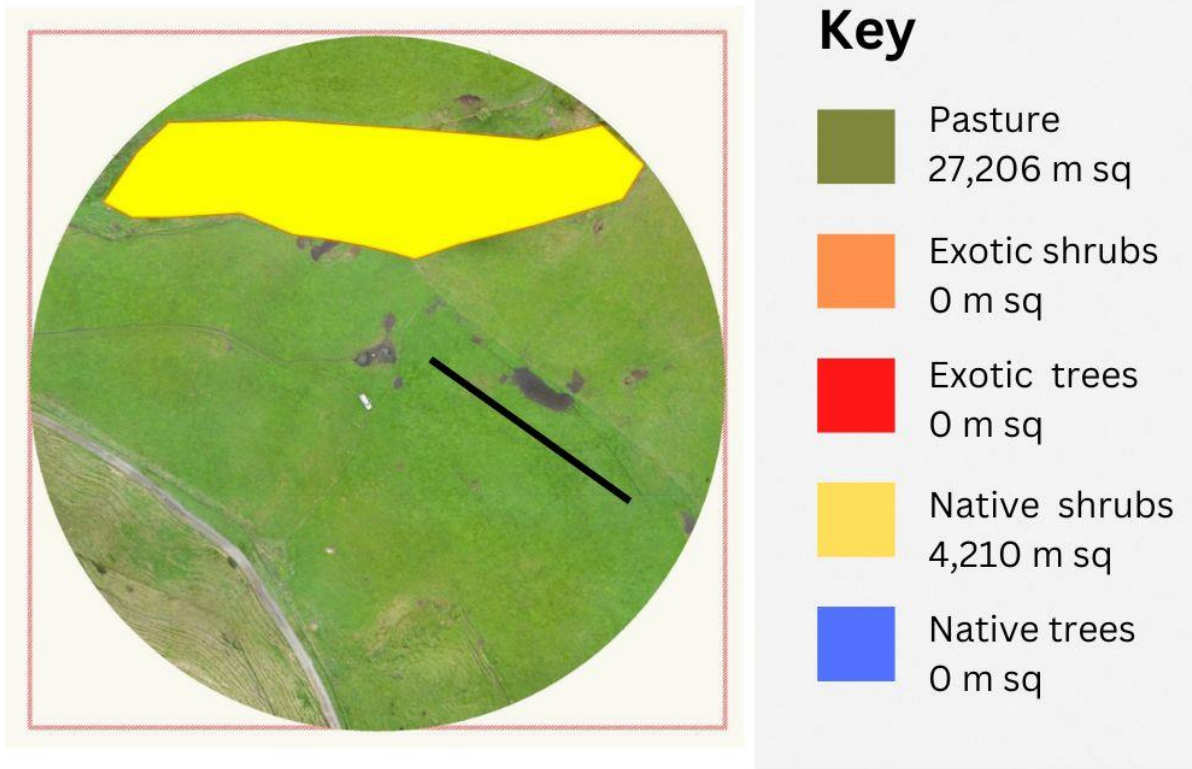 Key
Pasture
27,206 m sq
Exotic shrubs
0 m sq
Exotic trees
0 m sq
Native shrubs
4,210 m sq
Native trees
0 m sq